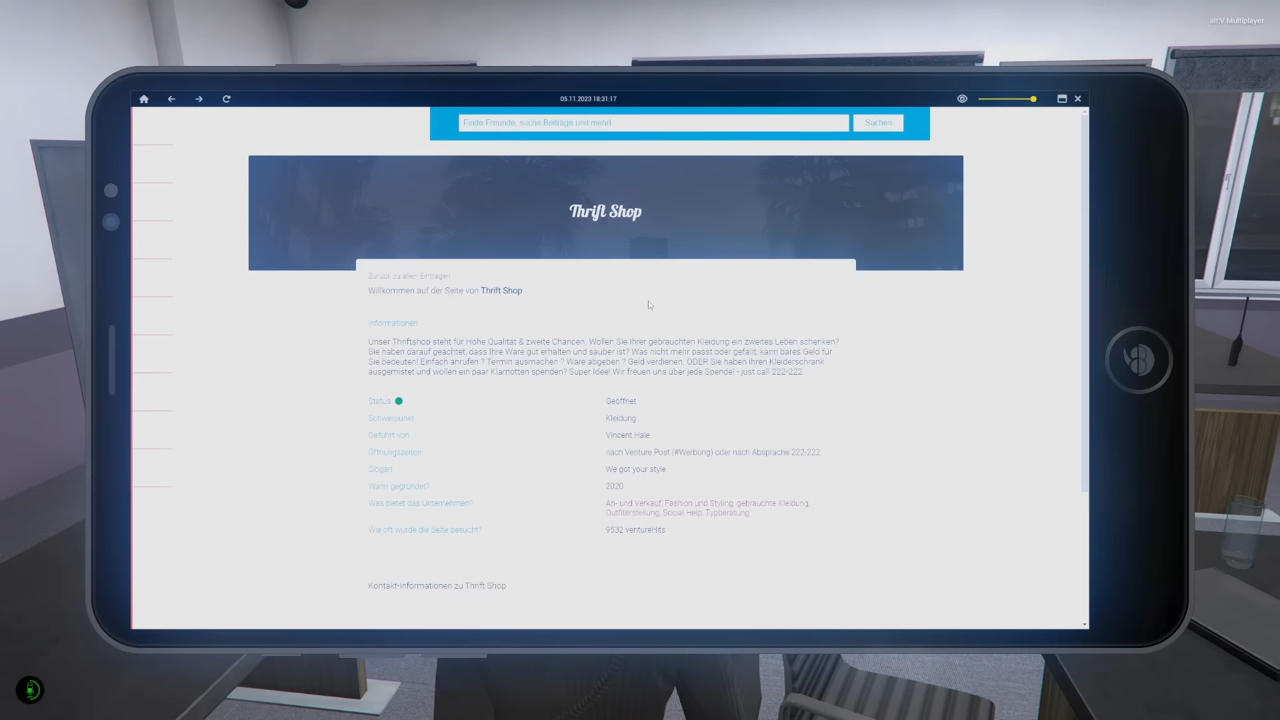 alt:V Multiplayer
05.11.2023 18:31:17
Finde Freunde, suche Beiträge und mehr!
Suchen
Thrift Shop
Zurück zu allen Einträgen
Willkommen auf der Seite von Thrift Shop
Informationen
Unser Thriftshop steht für Hohe Qualität & zweite Chancen. Wollen Sie Ihrer gebrauchten Kleidung ein zweites Leben schenken?
Sie haben darauf geachtet, dass Ihre Ware gut erhalten und sauber ist? Was nicht mehr passt oder gefällt, kann bares Geld für
Sie bedeuten! Einfach anrufen ? Termin ausmachen ? Ware abgeben ? Geld verdienen. ODER Sie haben ihren Kleiderschrank
ausgemistet und wollen ein paar Klamotten spenden? Super Idee! Wir freuen uns über jede Spende! - just call 222-222
Status Geöffnet
Schwerpunkt Kleidung
Geführt von Vincent Hale
Öffnungszeiten nach Venture Post (#Werbung) oder nach Absprache 222-222
Slogan We got your style
Wann gegründet? 2020
Was bietet das Unternehmen? An- und Verkauf, Fashion und Styling, gebrauchte Kleidung,
Outfiterstellung, Social Help, Typberatung
Wie oft wurde die Seite besucht? 9532 ventureHits
Kontakt-Informationen zu Thrift Shop